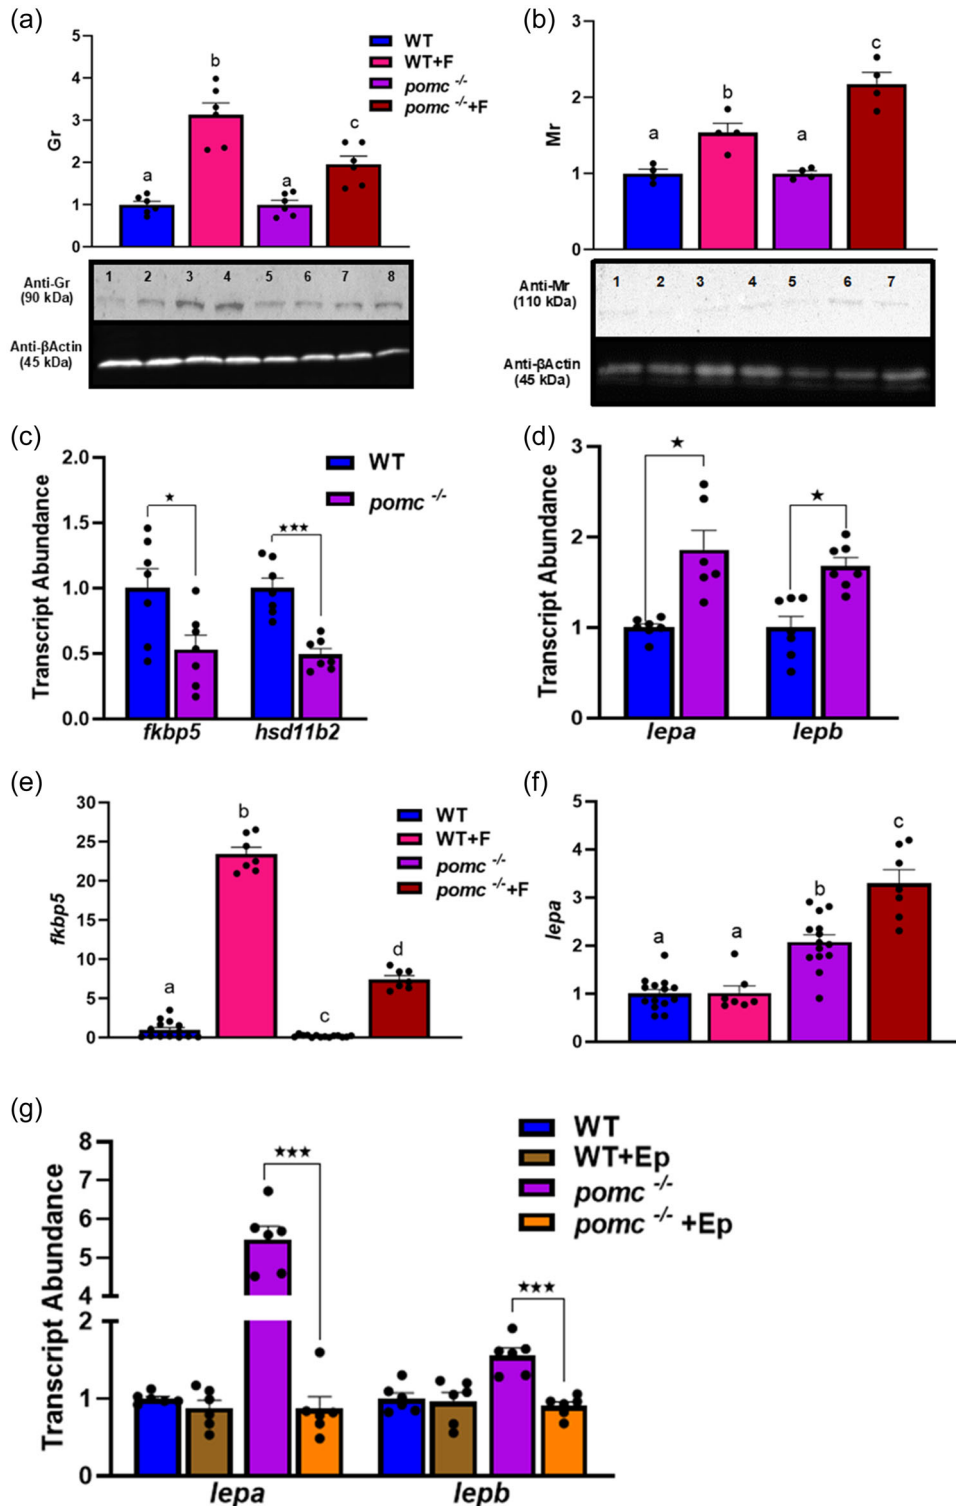 (a)
5
4
3
2
1
0
Gr
a
b
a
c
WT
WT+F
pomc -/-
pomc -/-+F
Anti-Gr
(90 kDa)
1 2 3 4 5 6 7 8
Anti-βActin
(45 kDa)
(b)
3
2
1
0
Mr
a
b
a
c
Anti-Mr
(110 kDa)
1 2 3 4 5 6 7
Anti-βActin
(45 kDa)
(c)
2.0
1.5
1.0
0.5
0.0
Transcript Abundance
★
★★★
WT
pomc -/-
fkbp5 hsd11b2
(d)
3
2
1
0
Transcript Abundance
★
★
lepa lepb
(e)
30
25
20
15
10
5
0
fkbp5
a
b
c
d
WT
WT+F
pomc -/-
pomc -/-+F
(f)
5
4
3
2
1
0
lepa
a
a
b
c
(g)
8
7
6
5
4
2
1
0
Transcript Abundance
★★★
★★★
WT
WT+Ep
pomc -/-
pomc -/- +Ep
lepa lepb